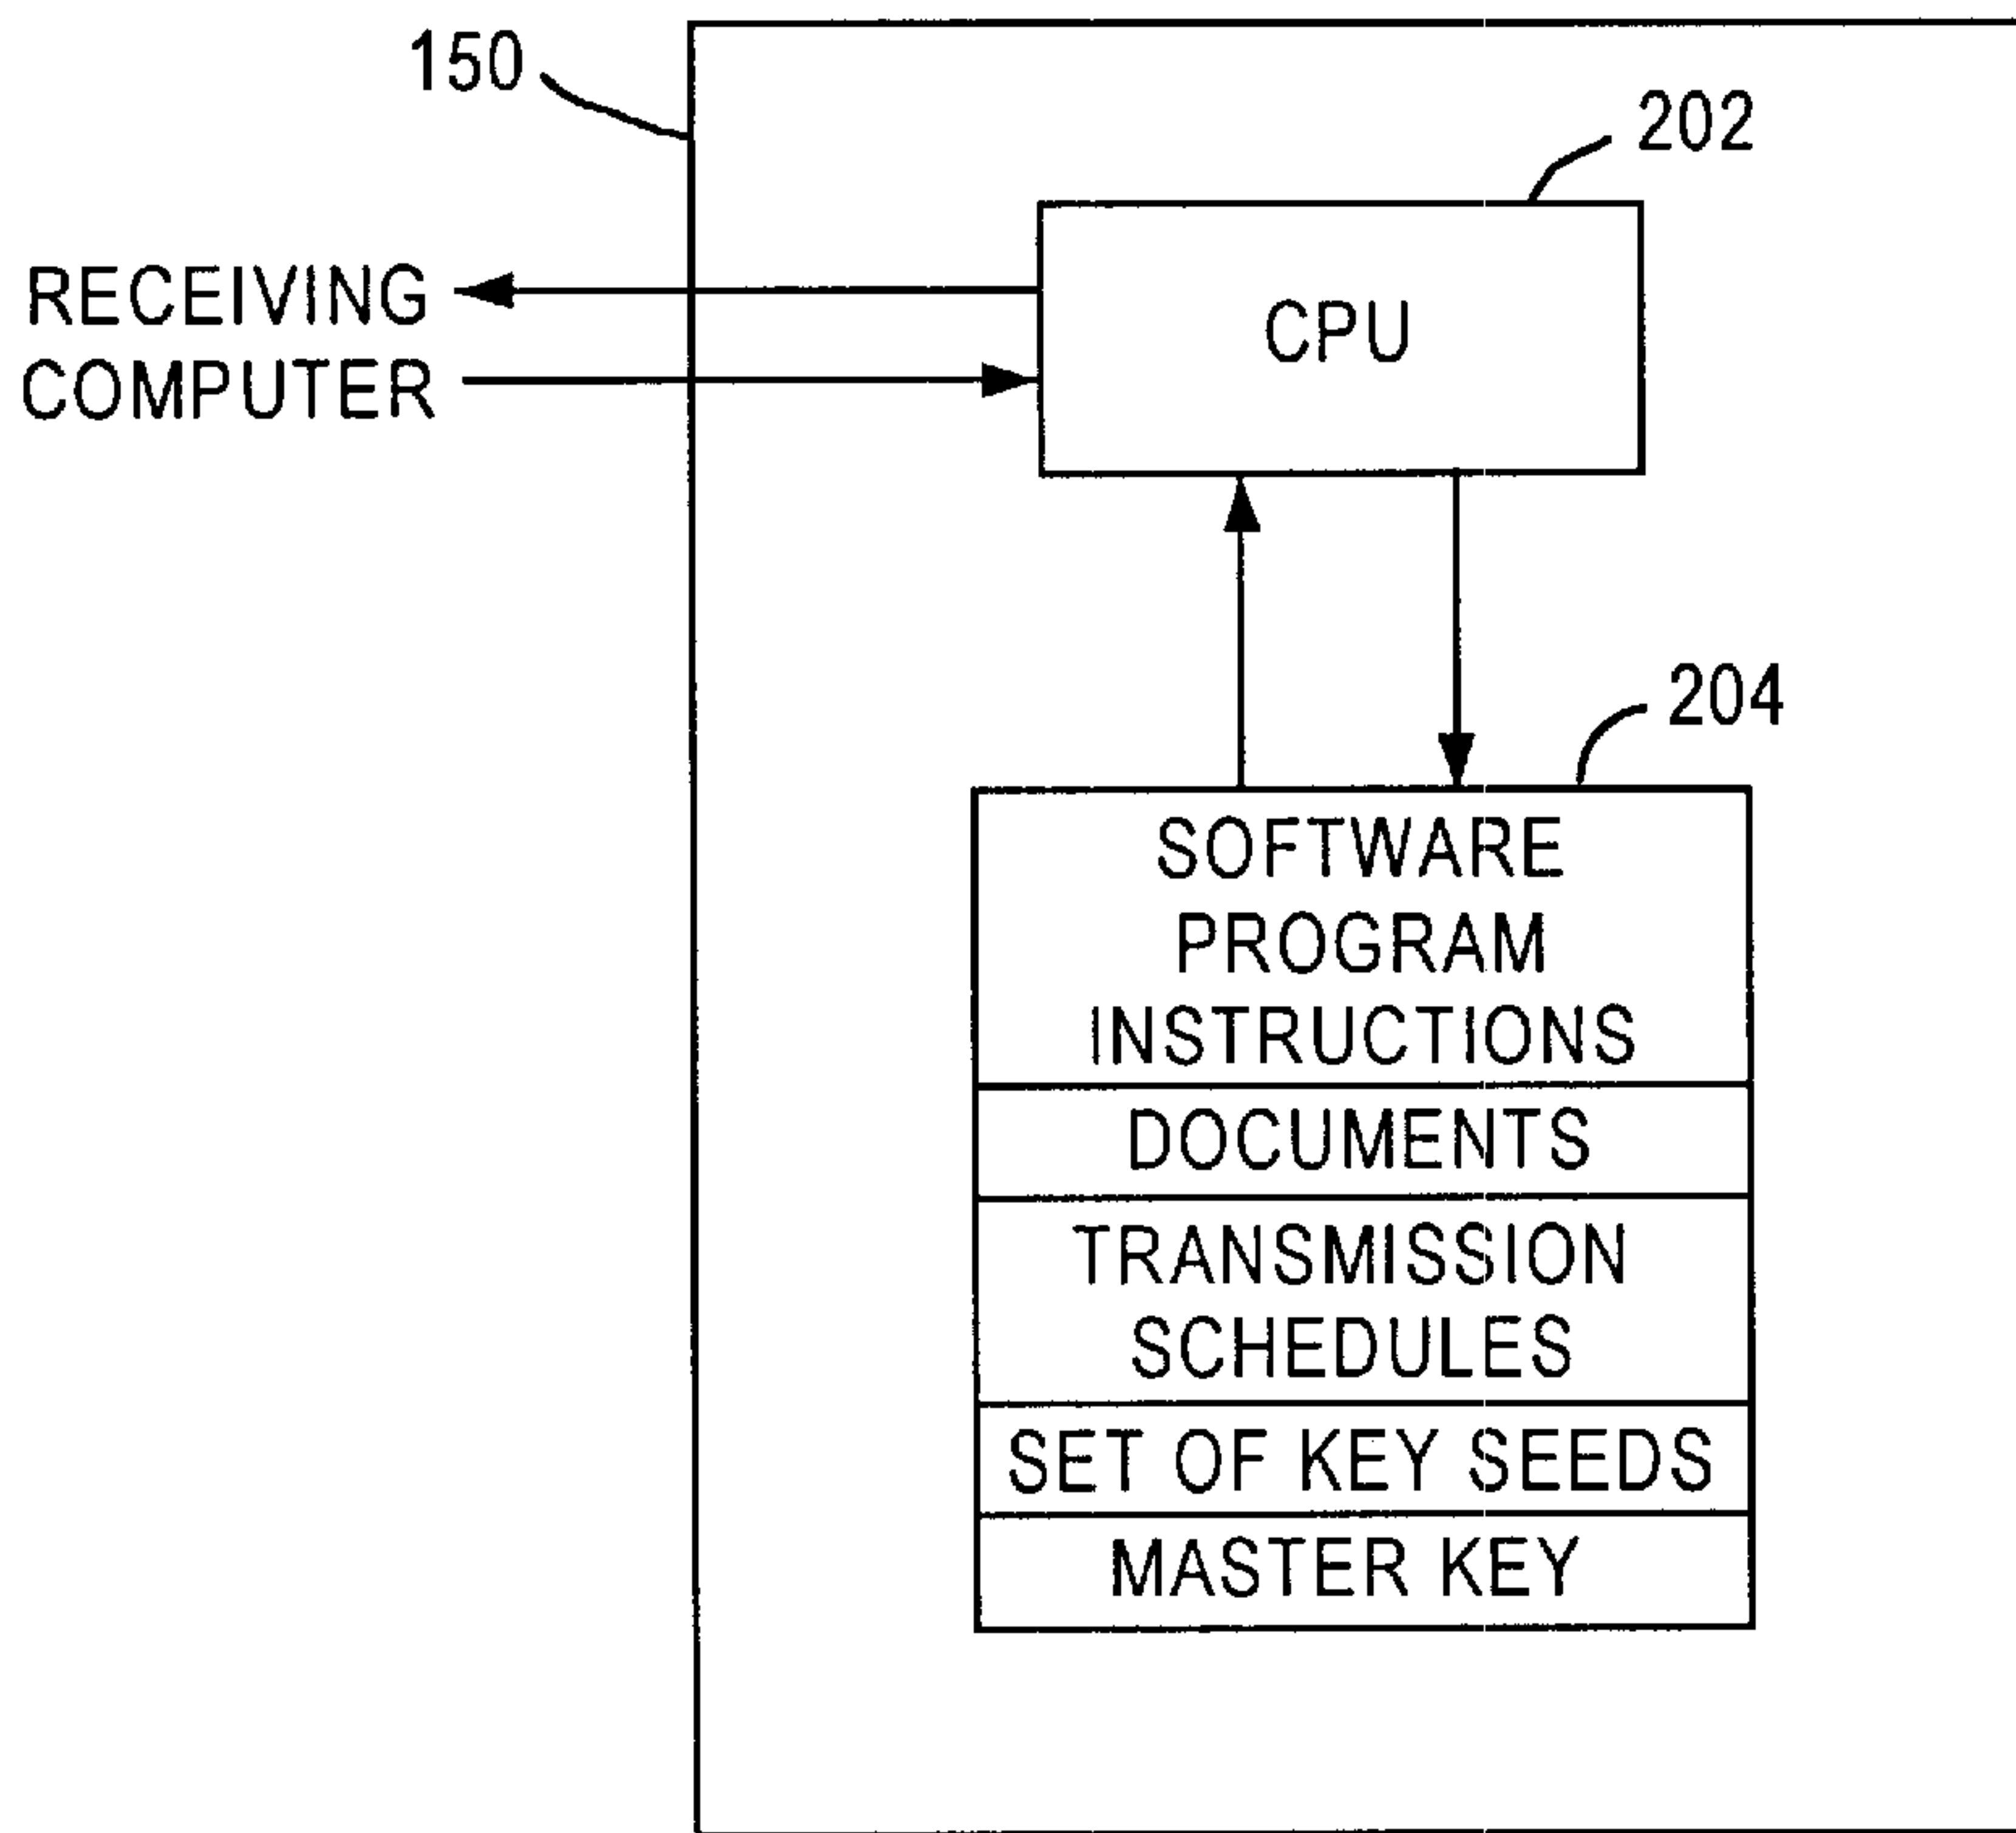 150
202
RECEIVING
COMPUTER
CPU
204
SOFTWARE
PROGRAM
INSTRUCTIONS
DOCUMENTS
TRANSMISSION
SCHEDULES
SET OF KEY SEEDS
MASTER KEY